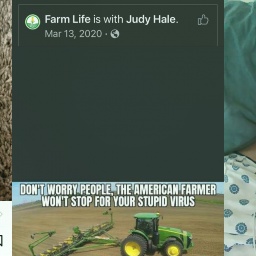 Farm Life is with Judy Hale.
Mar 13, 2020 ·
DON'T WORRY PEOPLE, THE AMERICAN FARMER
WON'T STOP FOR YOUR STUPID VIRUS